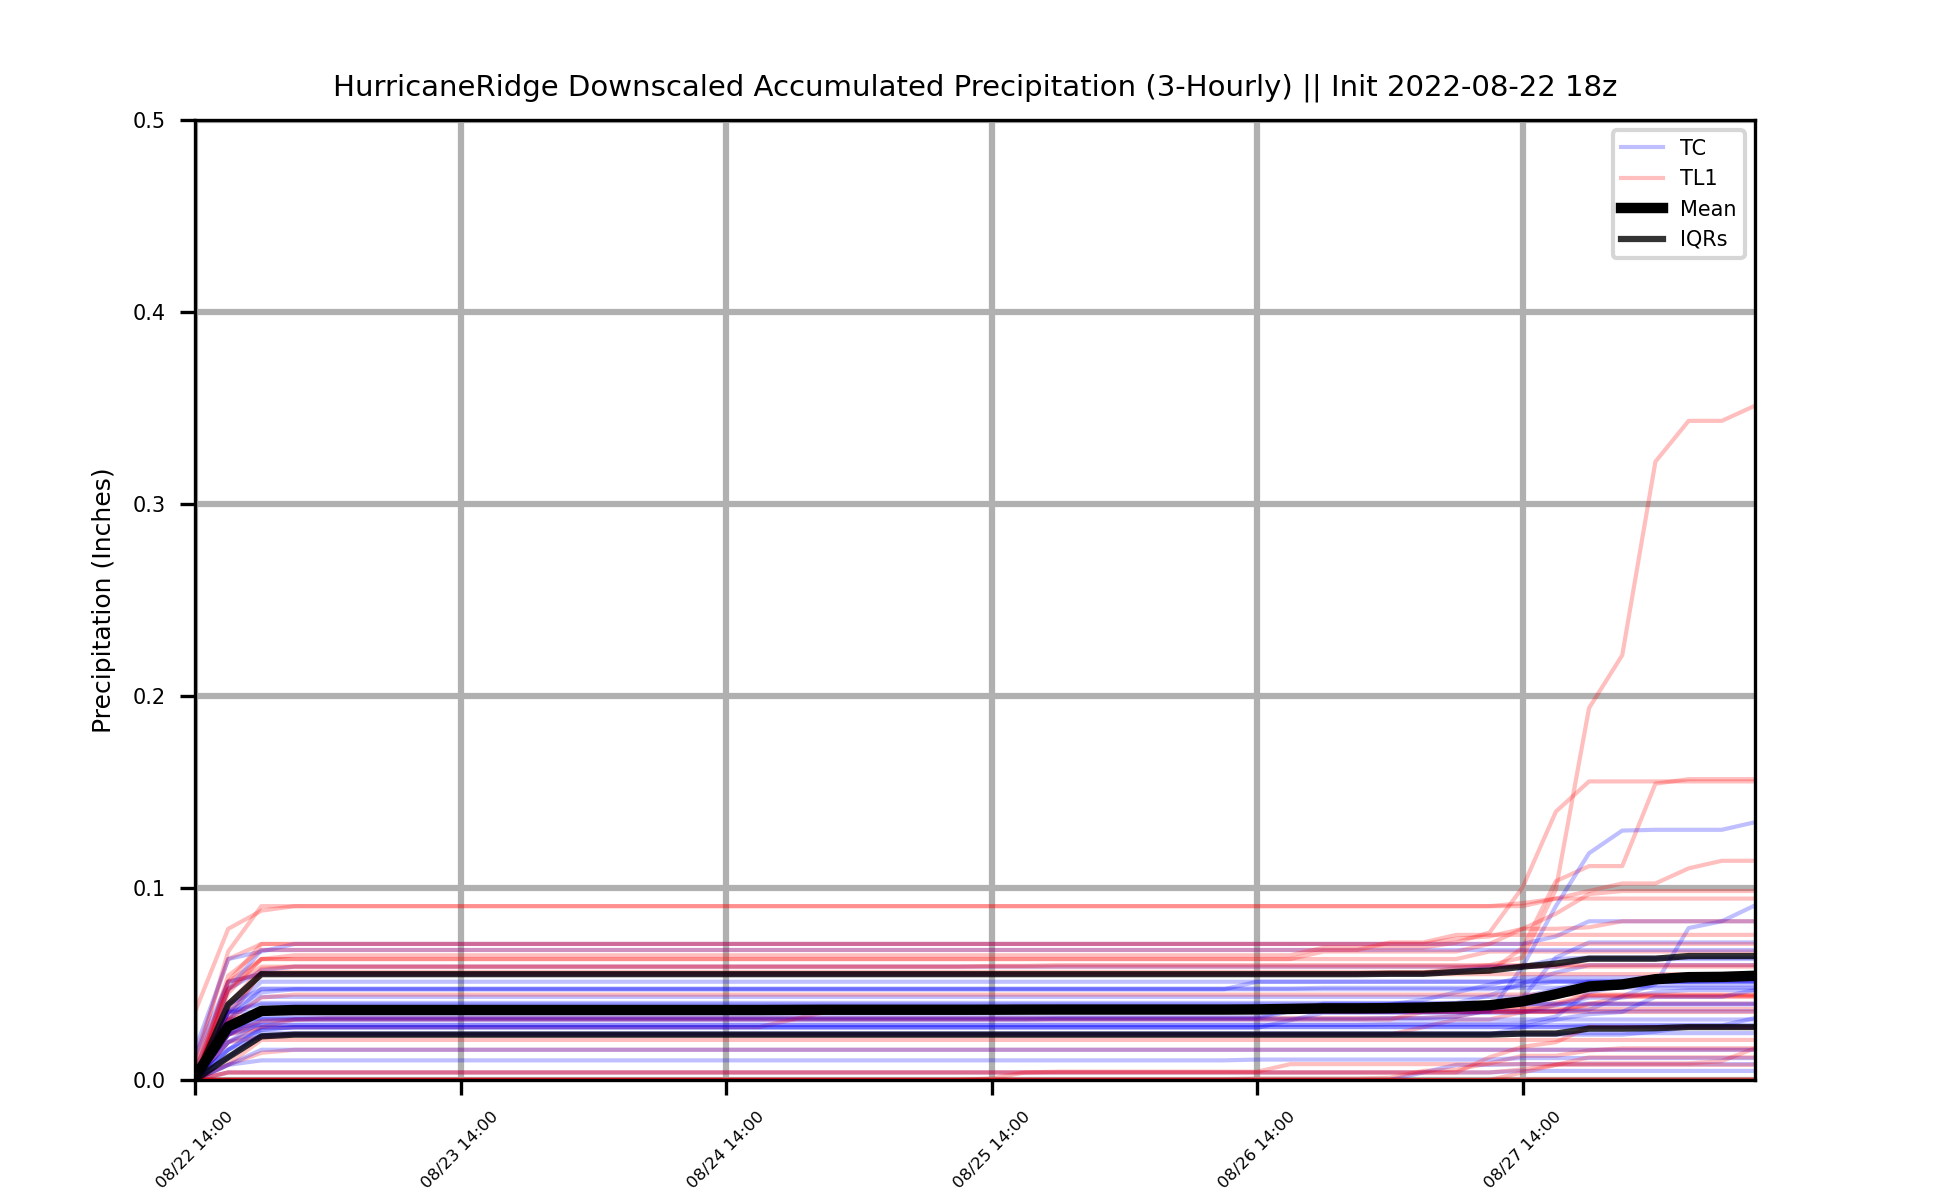 HurricaneRidge Downscaled Accumulated Precipitation (3-Hourly) || Init 2022-08-22 18z
TC
TL1
Mean
IQRs
Precipitation (Inches)
0.5
0.4
0.3
0.2
0.1
0.0
08/22 14:00
08/23 14:00
08/24 14:00
08/25 14:00
08/26 14:00
08/27 14:00